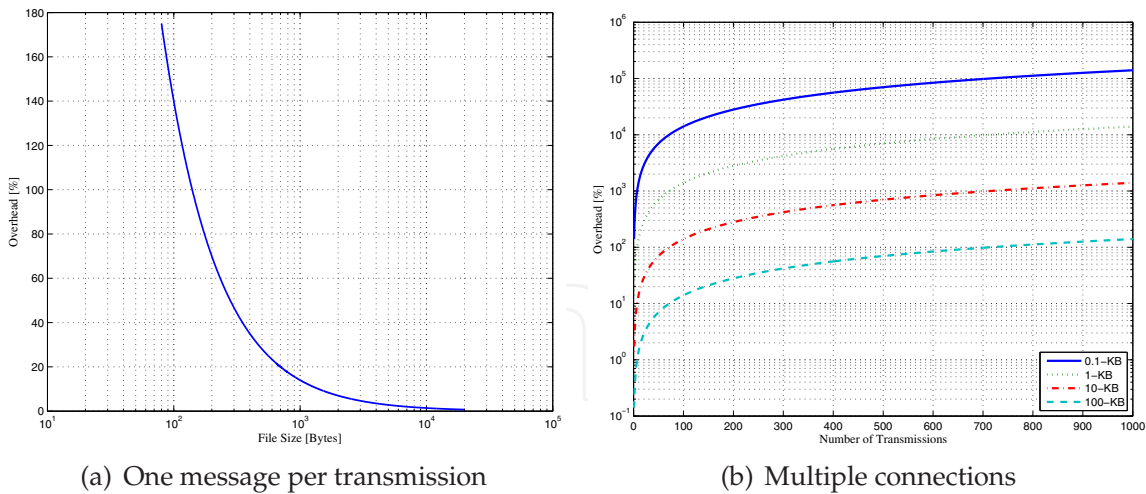 180
160
140
120
100
80
60
40
20
0
Overhead [%]
10^1
10^2
10^3
10^4
10^5
File Size [Bytes]
(a) One message per transmission
10^6
10^5
10^4
10^3
10^2
10^1
10^0
10^-1
Overhead [%]
0 100 200 300 400 500 600 700 800 900 1000
Number of Transmissions
0.1-KB
1-KB
10-KB
100-KB
(b) Multiple connections